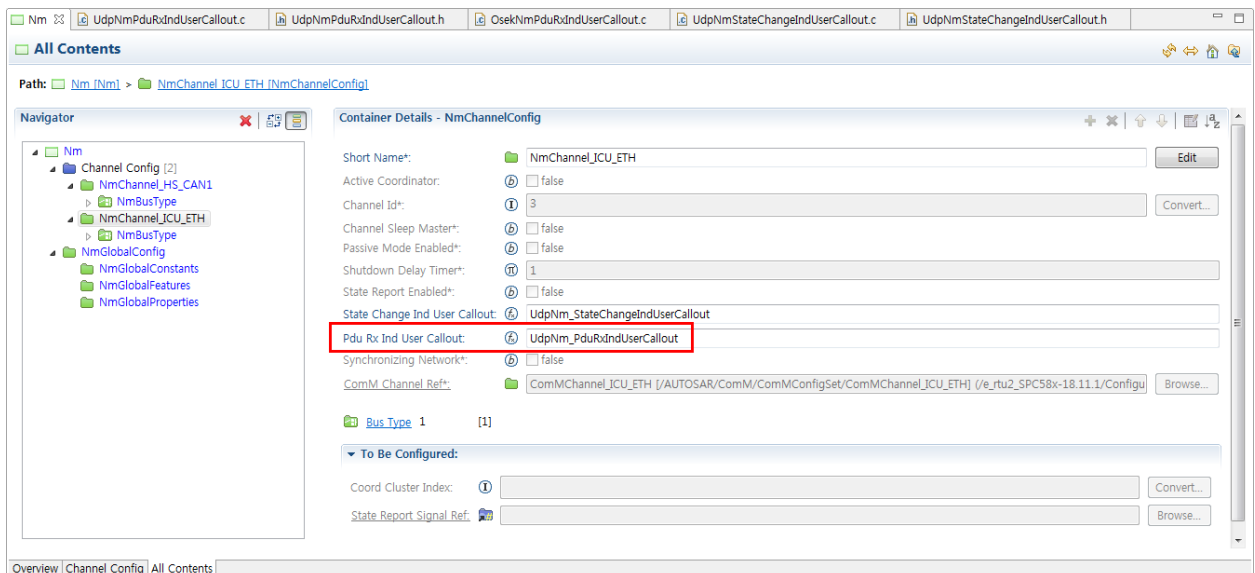 Nm UdpNmPduRxIndUserCallout.c UdpNmPduRxIndUserCallout.h OsekNmPduRxIndUserCallout.c UdpNmStateChangeIndUserCallout.c UdpNmStateChangeIndUserCallout.h
All Contents
Path: Nm [Nm] > NmChannel_ICU_ETH [NmChannelConfig]
Navigator
Nm
Channel Config [2]
NmChannel_HS_CAN1
NmBusType
NmChannel_ICU_ETH
NmBusType
NmGlobalConfig
NmGlobalConstants
NmGlobalFeatures
NmGlobalProperties
Container Details - NmChannelConfig
Short Name*: NmChannel_ICU_ETH Edit
Active Coordinator: false
Channel Id*: 3 Convert...
Channel Sleep Master*: false
Passive Mode Enabled*: false
Shutdown Delay Timer*: 1
State Report Enabled*: false
State Change Ind User Callout: UdpNm_StateChangeIndUserCallout
Pdu Rx Ind User Callout: UdpNm_PduRxIndUserCallout
Synchronizing Network*: false
ComM Channel Ref*: ComMChannel_ICU_ETH [/AUTOSAR/ComM/ComMConfigSet/ComMChannel_ICU_ETH] (/e_rtu2_SPC58x-18.11.1/Configu Browse...
Bus Type 1 [1]
To Be Configured:
Coord Cluster Index: Convert...
State Report Signal Ref: Browse...
Overview Channel Config All Contents